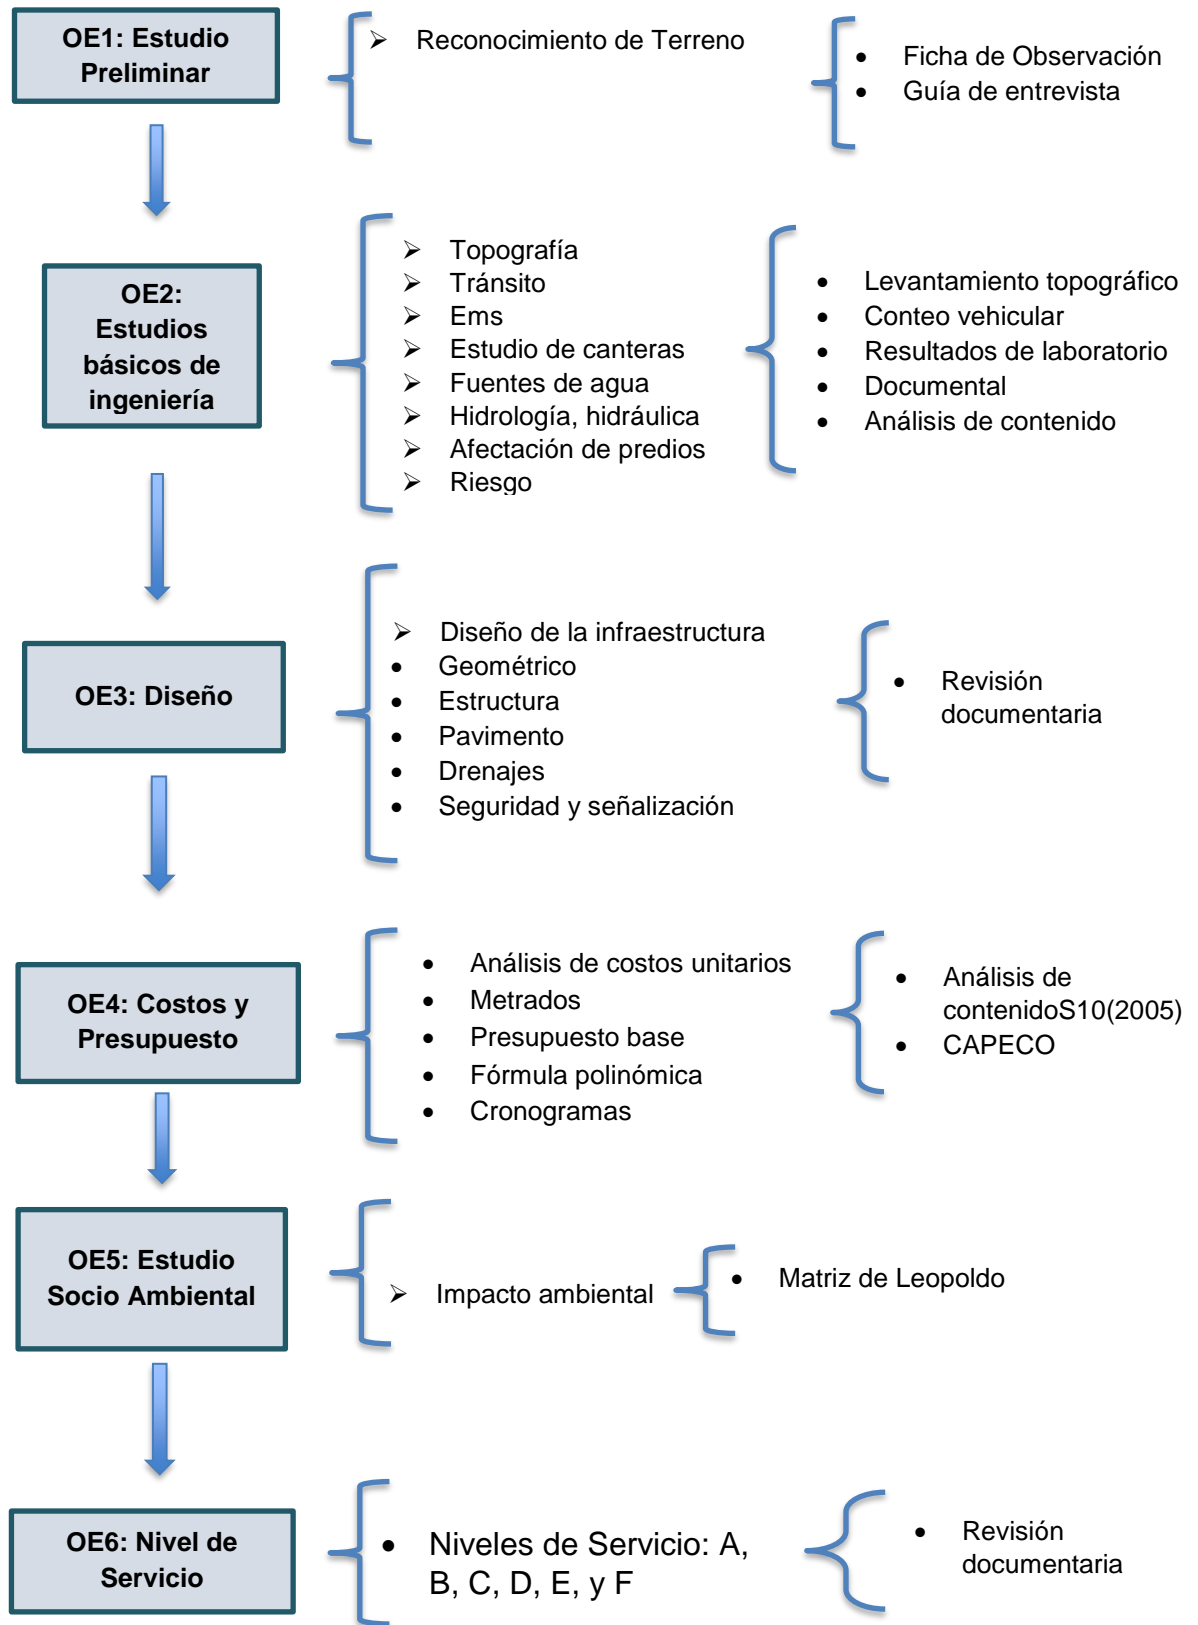 OE1: Estudio
Preliminar
➢ Reconocimiento de Terreno
• Ficha de Observación
• Guía de entrevista
OE2:
Estudios
básicos de
ingeniería
➢ Topografía
➢ Tránsito
➢ Ems
➢ Estudio de canteras
➢ Fuentes de agua
➢ Hidrología, hidráulica
➢ Afectación de predios
➢ Riesgo
• Levantamiento topográfico
• Conteo vehicular
• Resultados de laboratorio
• Documental
• Análisis de contenido
OE3: Diseño
➢ Diseño de la infraestructura
• Geométrico
• Estructura
• Pavimento
• Drenajes
• Seguridad y señalización
• Revisión
documentaria
OE4: Costos y
Presupuesto
• Análisis de costos unitarios
• Metrados
• Presupuesto base
• Fórmula polinómica
• Cronogramas
• Análisis de
contenidoS10(2005)
• CAPECO
OE5: Estudio
Socio Ambiental
➢ Impacto ambiental
• Matriz de Leopoldo
OE6: Nivel de
Servicio
• Niveles de Servicio: A,
B, C, D, E, y F
• Revisión
documentaria